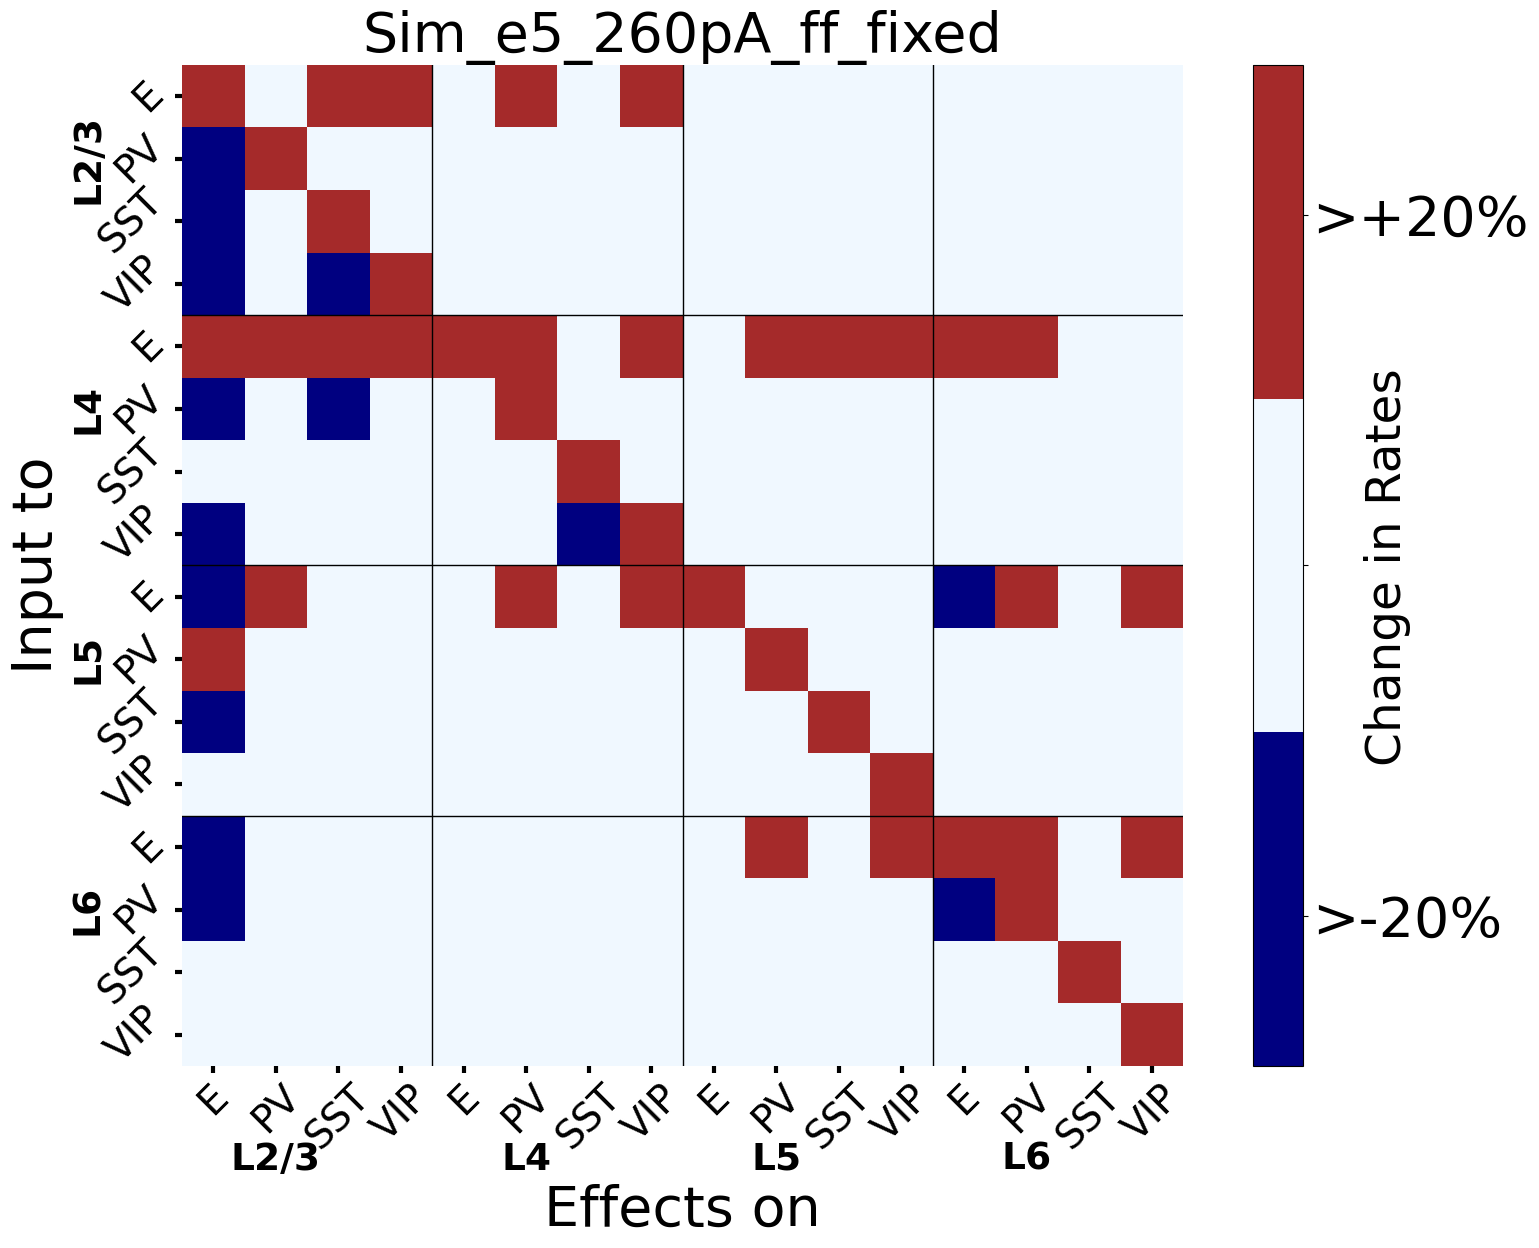 Sim_e5_260pA_ff_fixed
Input to
L2/3
E
PV
SST
VIP
L4
E
PV
SST
VIP
L5
E
PV
SST
VIP
L6
E
PV
SST
VIP
E
PV
SST
VIP
E
PV
SST
VIP
E
PV
SST
VIP
E
PV
SST
VIP
L2/3
L4
L5
L6
Effects on
>+20%
>-20%
Change in Rates